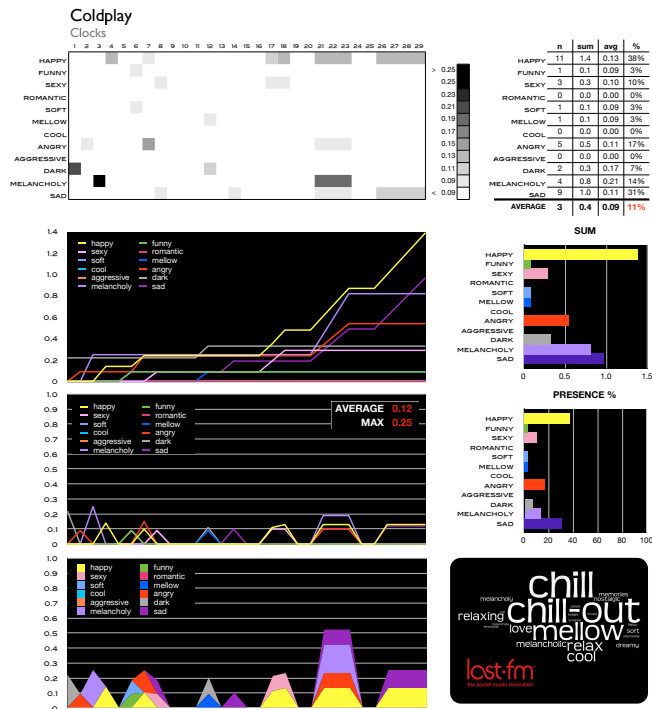 Coldplay
Clocks
1 2 3 4 6 7 8 9 10 11 12 13 14 15 16 17 18 19 20 21 22 23 24 25 26 27 28 29
HAPPY
FUNNY
SEXY
ROMANTIC
SOFT
MELLOW
COOL
ANGRY
AGGRESSIVE
DARK
MELANCHOLY
SAD
> 0.25
0.25
0.23
0.21
0.19
0.17
0.15
0.13
0.11
0.09
< 0.09
n sum avg %
HAPPY 11 1.4 0.13 38%
FUNNY 1 0.1 0.09 3%
SEXY 3 0.3 0.10 10%
ROMANTIC 0 0.0 0.00 0%
SOFT 1 0.1 0.09 3%
MELLOW 1 0.1 0.09 3%
COOL 0 0.0 0.00 0%
ANGRY 5 0.5 0.11 17%
AGGRESSIVE 0 0.0 0.00 0%
DARK 2 0.3 0.17 7%
MELANCHOLY 4 0.8 0.21 14%
SAD 9 1.0 0.11 31%
AVERAGE 3 0.4 0.09 11%
1.4
1.2
1.0
0.8
0.6
0.4
0.2
0
happy funny
sexy romantic
soft mellow
cool angry
aggressive dark
melancholy sad
SUM
HAPPY
FUNNY
SEXY
ROMANTIC
SOFT
MELLOW
COOL
ANGRY
AGGRESSIVE
DARK
MELANCHOLY
SAD
0 0.5 1.0 1.5
1.0
0.9
0.8
0.7
0.6
0.5
0.4
0.3
0.2
0.1
0
happy funny
sexy romantic
soft mellow
cool angry
aggressive dark
melancholy sad
AVERAGE 0.12
MAX 0.25
PRESENCE %
HAPPY
FUNNY
SEXY
ROMANTIC
SOFT
MELLOW
COOL
ANGRY
AGGRESSIVE
DARK
MELANCHOLY
SAD
0 20 40 60 80 100
1.0
0.9
0.8
0.7
0.6
0.5
0.4
0.3
0.2
0.1
0
happy funny
sexy romantic
soft mellow
cool angry
aggressive dark
melancholy sad
chill
memories
melancholy nostalgic
chill-out
relaxing
love mellow soft
melancholic relax dreamy
cool
last·fm
the social music revolution